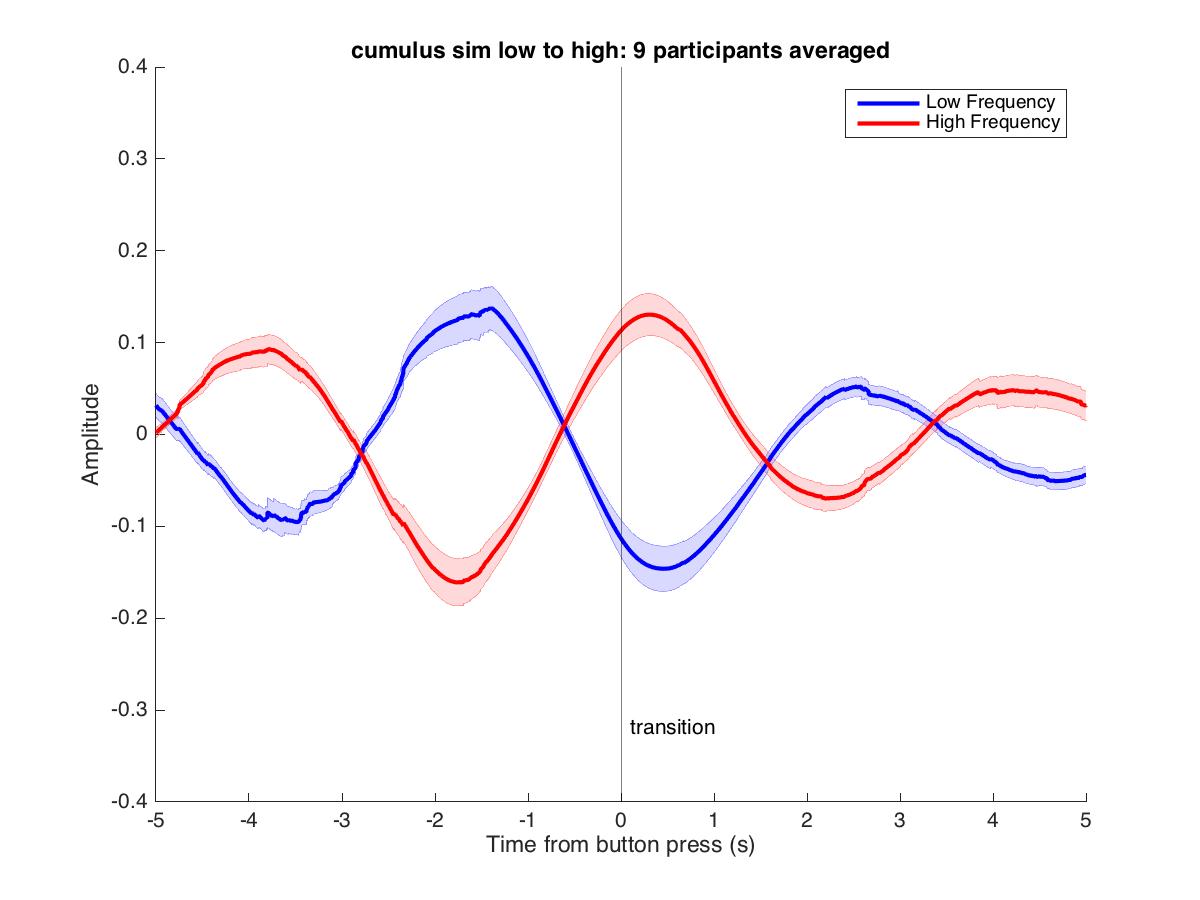 cumulus sim low to high: 9 participants averaged
0.4
0.3
0.2
0.1
0
-0.1
-0.2
-0.3
-0.4
Amplitude
Low Frequency
High Frequency
transition
-5 -4 -3 -2 -1 0 1 2 3 4 5
Time from button press (s)